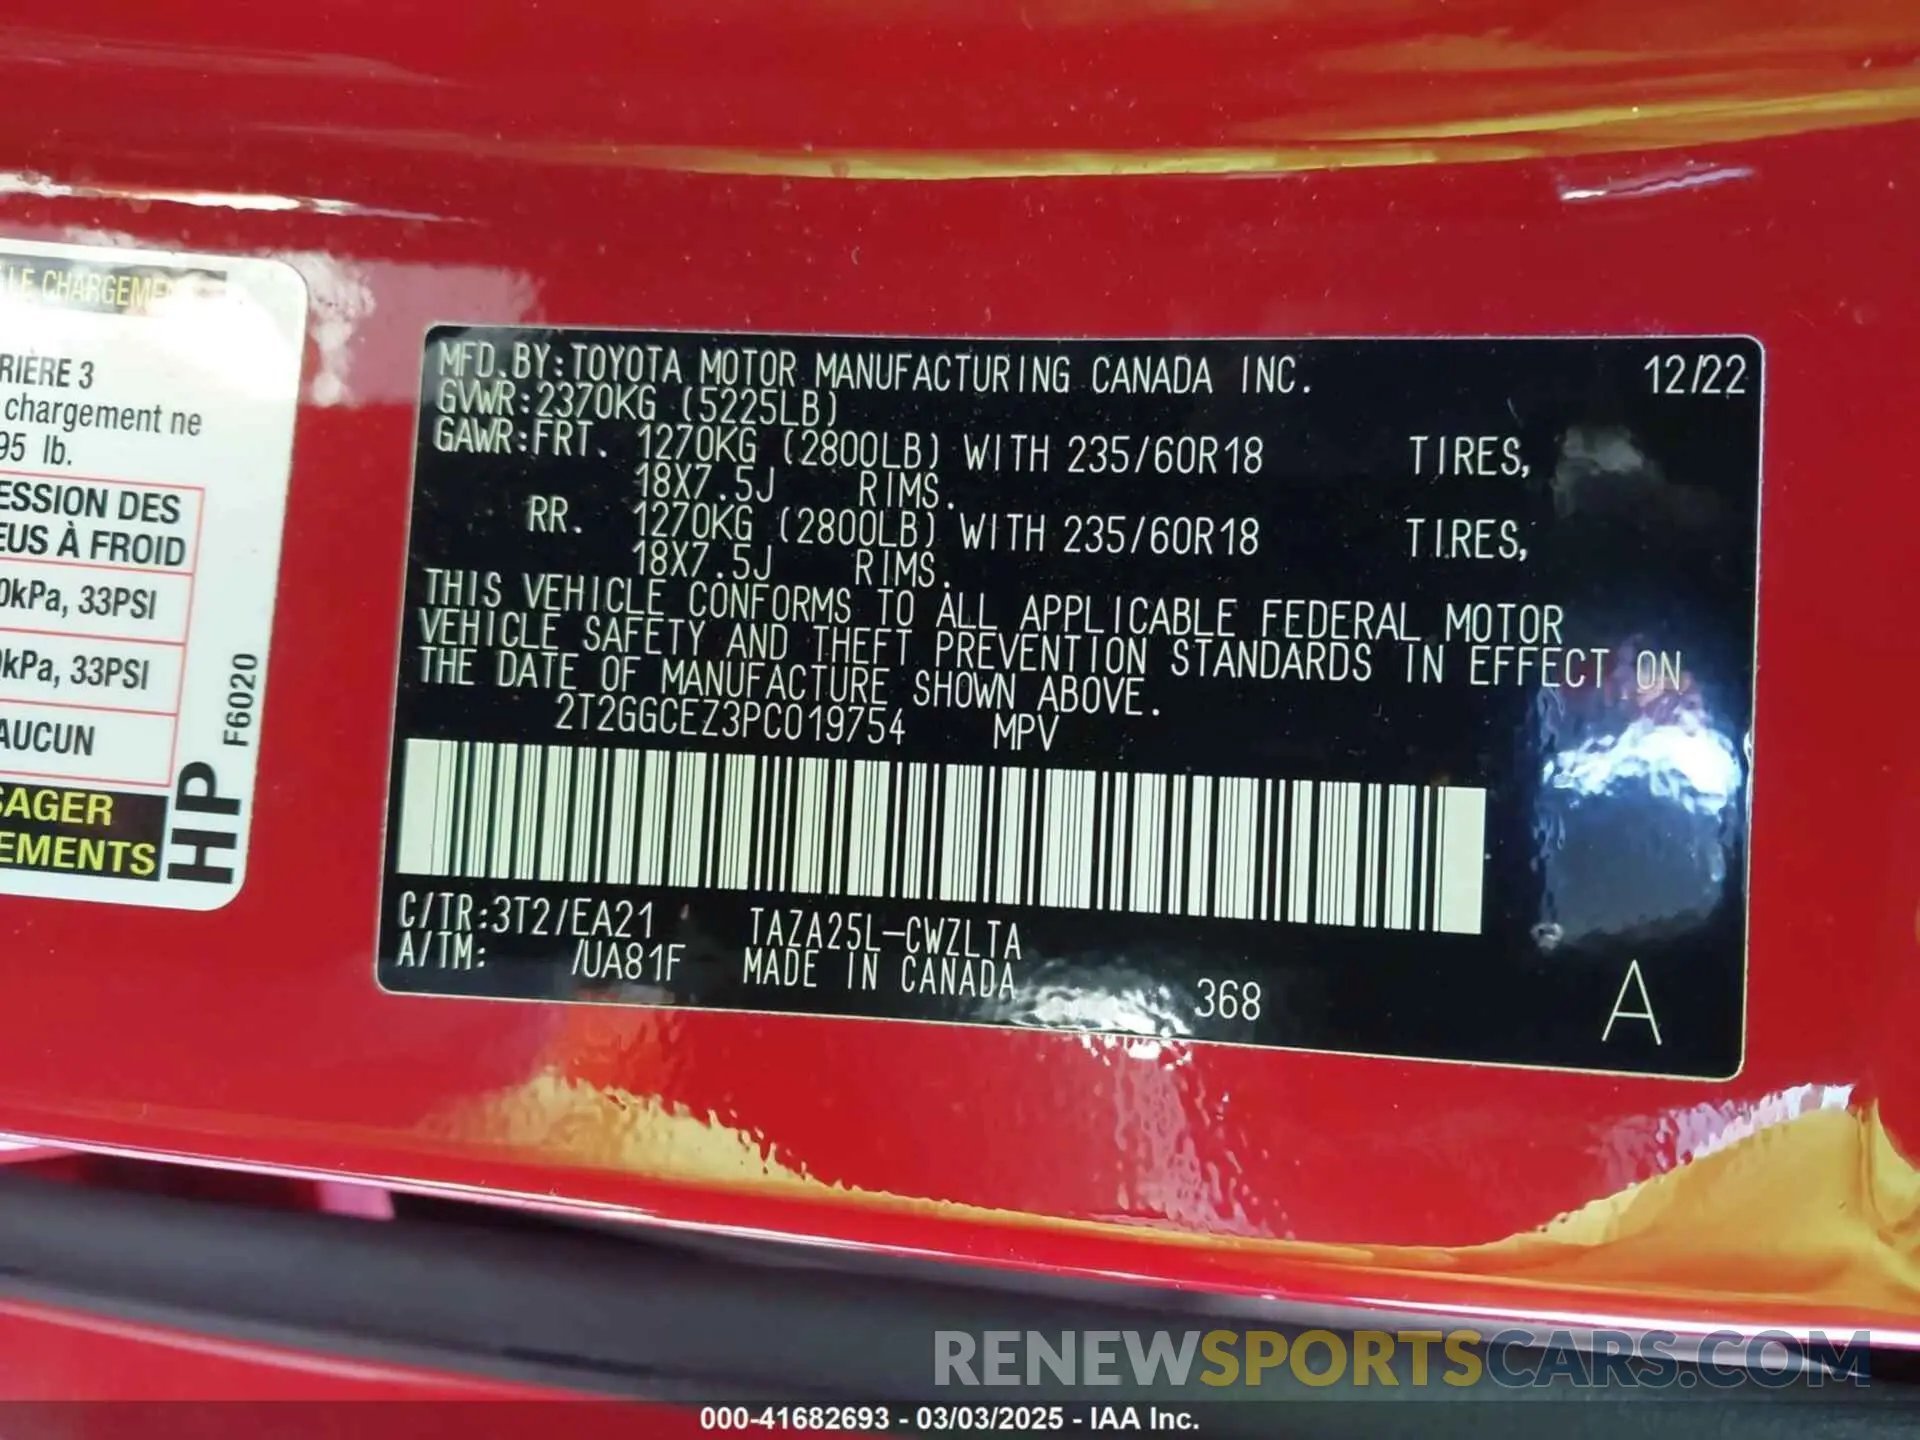 LE CHARGEME
RIÈRE 3
chargement ne
95 lb.
ESSION DES
EUS À FROID
0kPa, 33PSI
kPa, 33PSI
AUCUN
SAGER
EMENTS
HP
F6020
MFD.BY:TOYOTA MOTOR MANUFACTURING CANADA INC. 12/22
GVWR:2370KG (5225LB)
GAWR:FRT. 1270KG (2800LB) WITH 235/60R18 TIRES,
18X7.5J RIMS.
RR. 1270KG (2800LB) WITH 235/60R18 TIRES,
18X7.5J RIMS.
THIS VEHICLE CONFORMS TO ALL APPLICABLE FEDERAL MOTOR
VEHICLE SAFETY AND THEFT PREVENTION STANDARDS IN EFFECT ON
THE DATE OF MANUFACTURE SHOWN ABOVE.
2T2GGCEZ3PC019754 MPV
C/TR:3T2/EA21 TAZA25L-CWZLTA
A/TM: /UA81F MADE IN CANADA 368 A
RENEWSPORTSCARS.COM
000-41682693 - 03/03/2025 - IAA Inc.